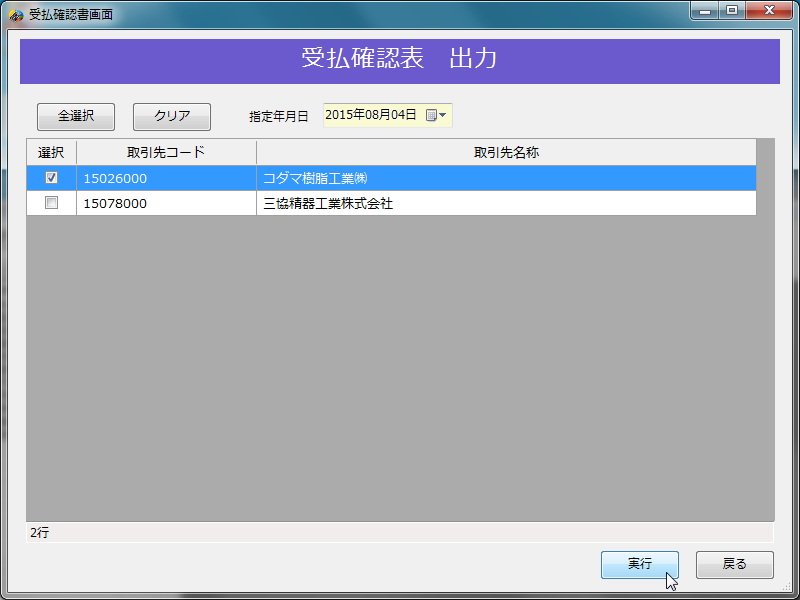 受払確認書画面
受払確認表　出力
全選択 クリア 指定年月日 2015年08月04日
選択 取引先コード 取引先名称
15026000 コダマ樹脂工業㈱
15078000 三協精器工業株式会社
2行
実行 戻る